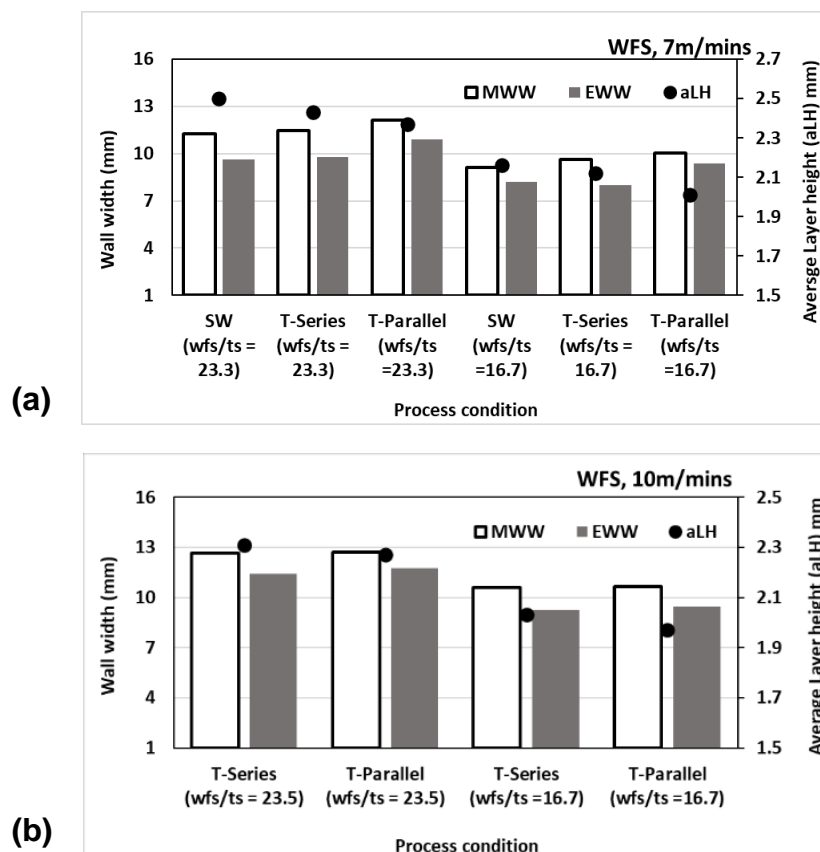 WFS, 7m/mins
MWW EWW aLH
16
13
10
7
4
1
Wall width (mm)
2.7
2.5
2.3
2.1
1.9
1.7
1.5
Aversge Layer height (aLH) mm
SW (wfs/ts = 23.3)
T-Series (wfs/ts = 23.3)
T-Parallel (wfs/ts =23.3)
SW (wfs/ts =16.7)
T-Series (wfs/ts = 16.7)
T-Parallel (wfs/ts =16.7)
Process condition
(a)
WFS, 10m/mins
MWW EWW aLH
16
13
10
7
4
1
Wall width (mm)
2.5
2.3
2.1
1.9
1.7
1.5
Average Layer height (aLH) mm
T-Series (wfs/ts = 23.5)
T-Parallel (wfs/ts = 23.5)
T-Series (wfs/ts =16.7)
T-Parallel (wfs/ts =16.7)
Process condition
(b)